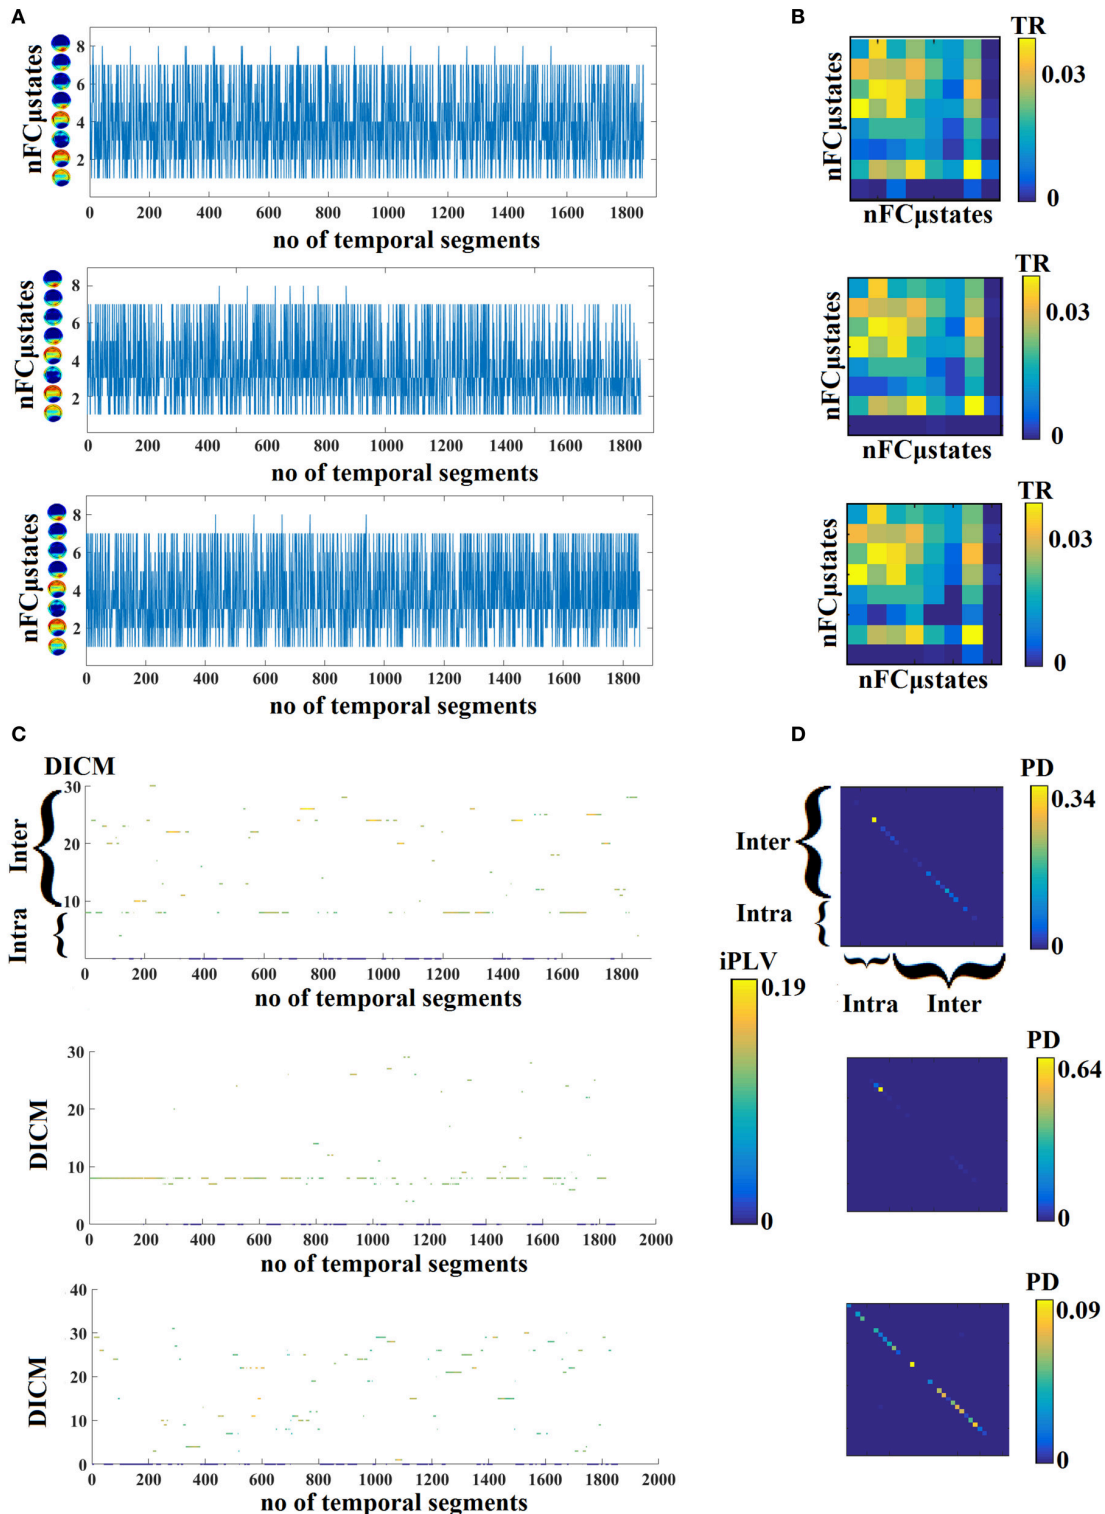 A
nFCμstates
8
6
4
2
0 200 400 600 800 1000 1200 1400 1600 1800
no of temporal segments
B
TR
0.03
0
nFCμstates
nFCμstates
nFCμstates
8
6
4
2
0 200 400 600 800 1000 1200 1400 1600 1800
no of temporal segments
TR
0.03
0
nFCμstates
nFCμstates
nFCμstates
8
6
4
2
0 200 400 600 800 1000 1200 1400 1600 1800
no of temporal segments
TR
0.03
0
nFCμstates
nFCμstates
C
DICM
30
20
10
Inter
Intra
0 200 400 600 800 1000 1200 1400 1600 1800
no of temporal segments
D
PD
0.34
0
Inter
Intra
Intra Inter
iPLV
0.19
0
DICM
30
20
10
0
0 200 400 600 800 1000 1200 1400 1600 1800 2000
no of temporal segments
PD
0.64
0
DICM
40
30
20
10
0
0 200 400 600 800 1000 1200 1400 1600 1800 2000
no of temporal segments
PD
0.09
0